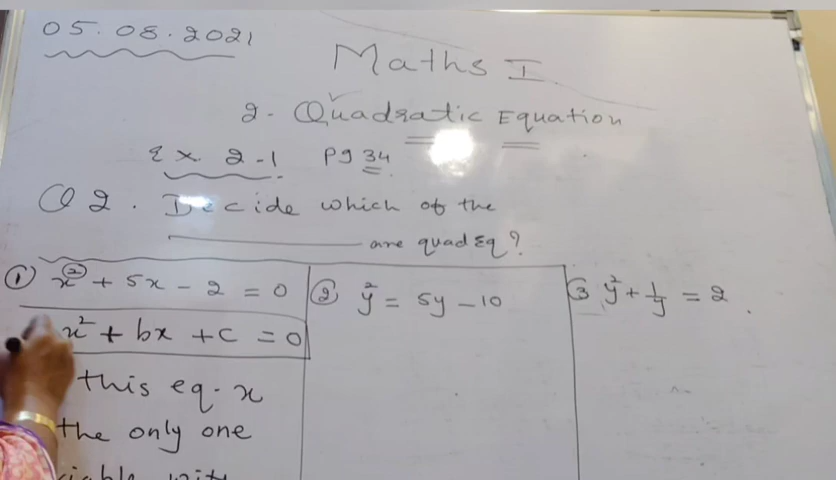 05.08.2021
Maths I
2. Quadratic Equation
Ex. 2-1 Pg 34
Q 2. Decide which of the
are quad Eq?
① x² + 5x - 2 = 0
x² + bx + c = 0
this eq. x
the only one
② y² = 5y - 10
③ y² + 1/y = 2.